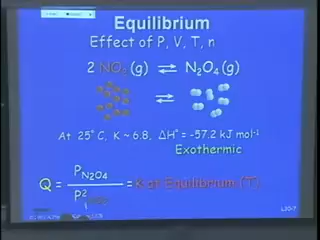 Equilibrium
Effect of P, V, T, n
2 NO₂ (g) ⇌ N₂O₄ (g)
⇌
At 25° C, K ~ 6.8, ΔH° = -57.2 kJ mol⁻¹
Exothermic
Q = P N₂O₄ / P² = K at Equilibrium (T)